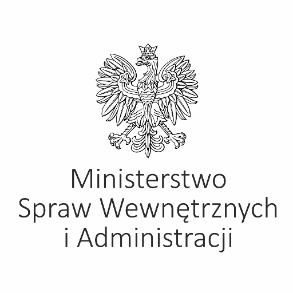 Ministerstwo
Spraw Wewnętrznych
i Administracji